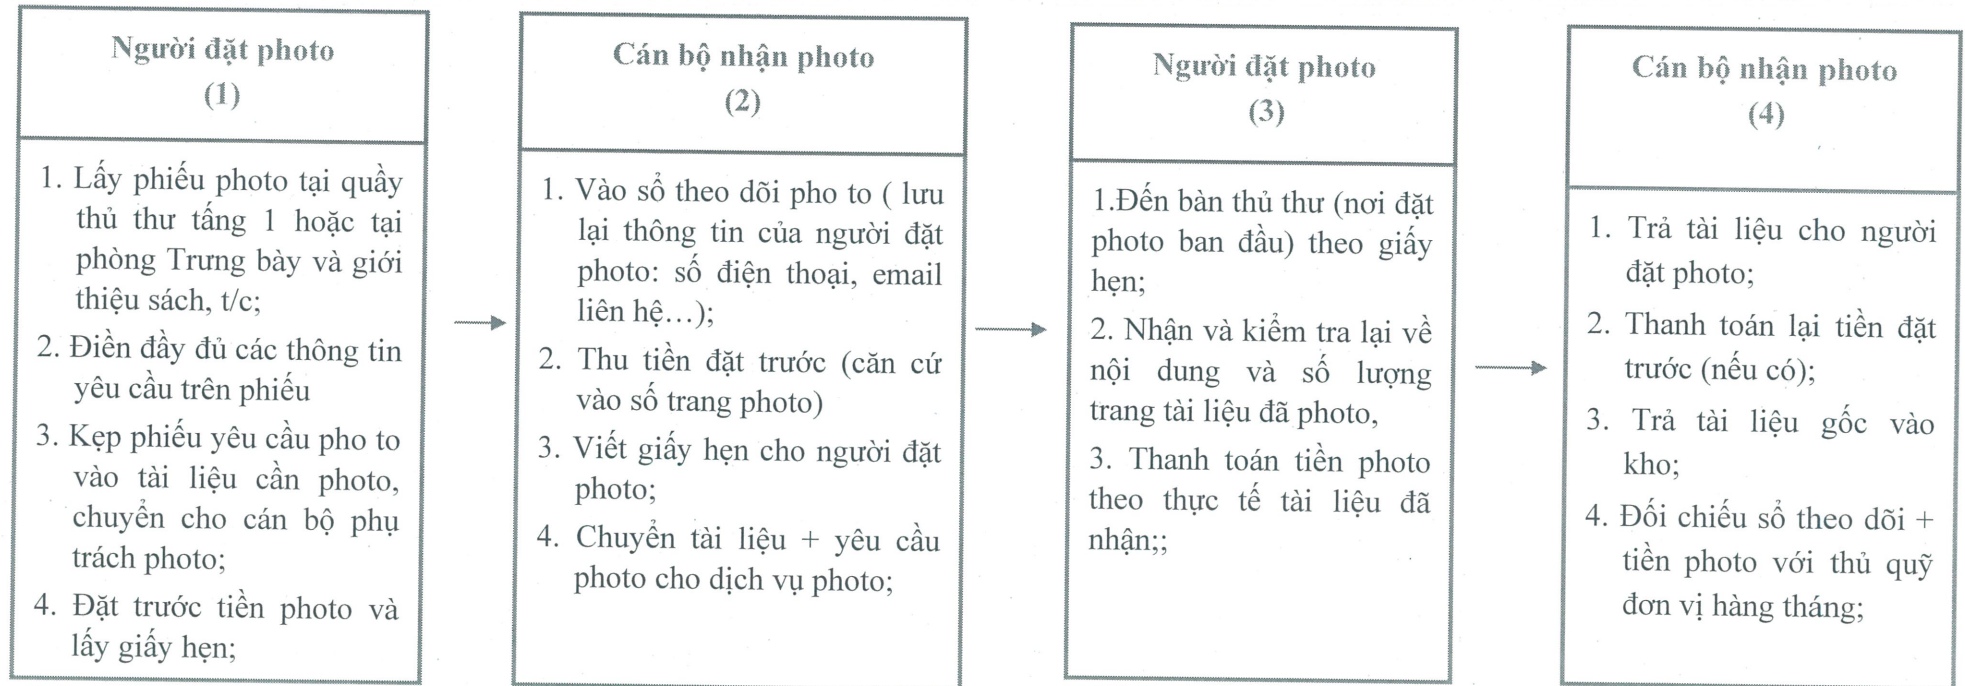 Người đặt photo
(1)
1. Lấy phiếu photo tại quầy
thủ thư tấng 1 hoặc tại
phòng Trưng bày và giới
thiệu sách, t/c;
2. Điền đầy đủ các thông tin
yêu cầu trên phiếu
3. Kẹp phiếu yêu cầu pho to
vào tài liệu cần photo,
chuyển cho cán bộ phụ
trách photo;
4. Đặt trước tiền photo và
lấy giấy hẹn;
Cán bộ nhận photo
(2)
1. Vào sổ theo dõi pho to ( lưu
lại thông tin của người đặt
photo: số điện thoại, email
liên hệ…);
2. Thu tiền đặt trước (căn cứ
vào số trang photo)
3. Viết giấy hẹn cho người đặt
photo;
4. Chuyển tài liệu + yêu cầu
photo cho dịch vụ photo;
Người đặt photo
(3)
1.Đến bàn thủ thư (nơi đặt
photo ban đầu) theo giấy
hẹn;
2. Nhận và kiểm tra lại về
nội dung và số lượng
trang tài liệu đã photo,
3. Thanh toán tiền photo
theo thực tế tài liệu đã
nhận;;
Cán bộ nhận photo
(4)
1. Trả tài liệu cho người
đặt photo;
2. Thanh toán lại tiền đặt
trước (nếu có);
3. Trả tài liệu gốc vào
kho;
4. Đối chiếu sổ theo dõi +
tiền photo với thủ quỹ
đơn vị hàng tháng;